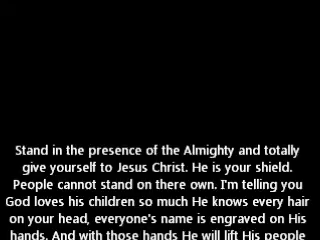 Stand in the presence of the Almighty and totally
give yourself to Jesus Christ. He is your shield.
People cannot stand on there own. I'm telling you
God loves his children so much He knows every hair
on your head, everyone's name is engraved on His
hands. And with those hands He will lift His people